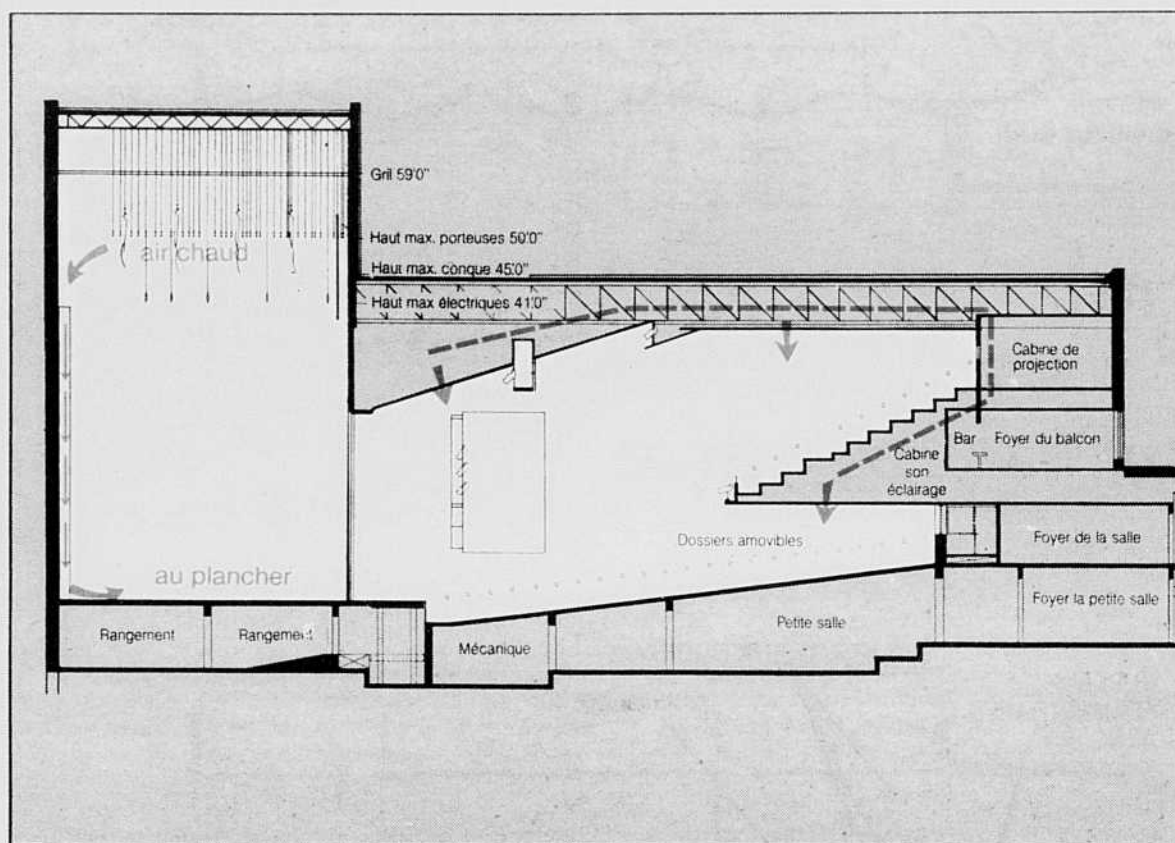 Gril 59'0"
air chaud
Haut max. porteuses 50'0"
Haut max. conque 45'0"
Haut max électriques 41'0"
Cabine de
projection
Bar
Foyer du balcon
Cabine
son
éclairage
Dossiers amovibles
Foyer de la salle
au plancher
Foyer la petite salle
Rangement
Rangement
Mécanique
Petite salle